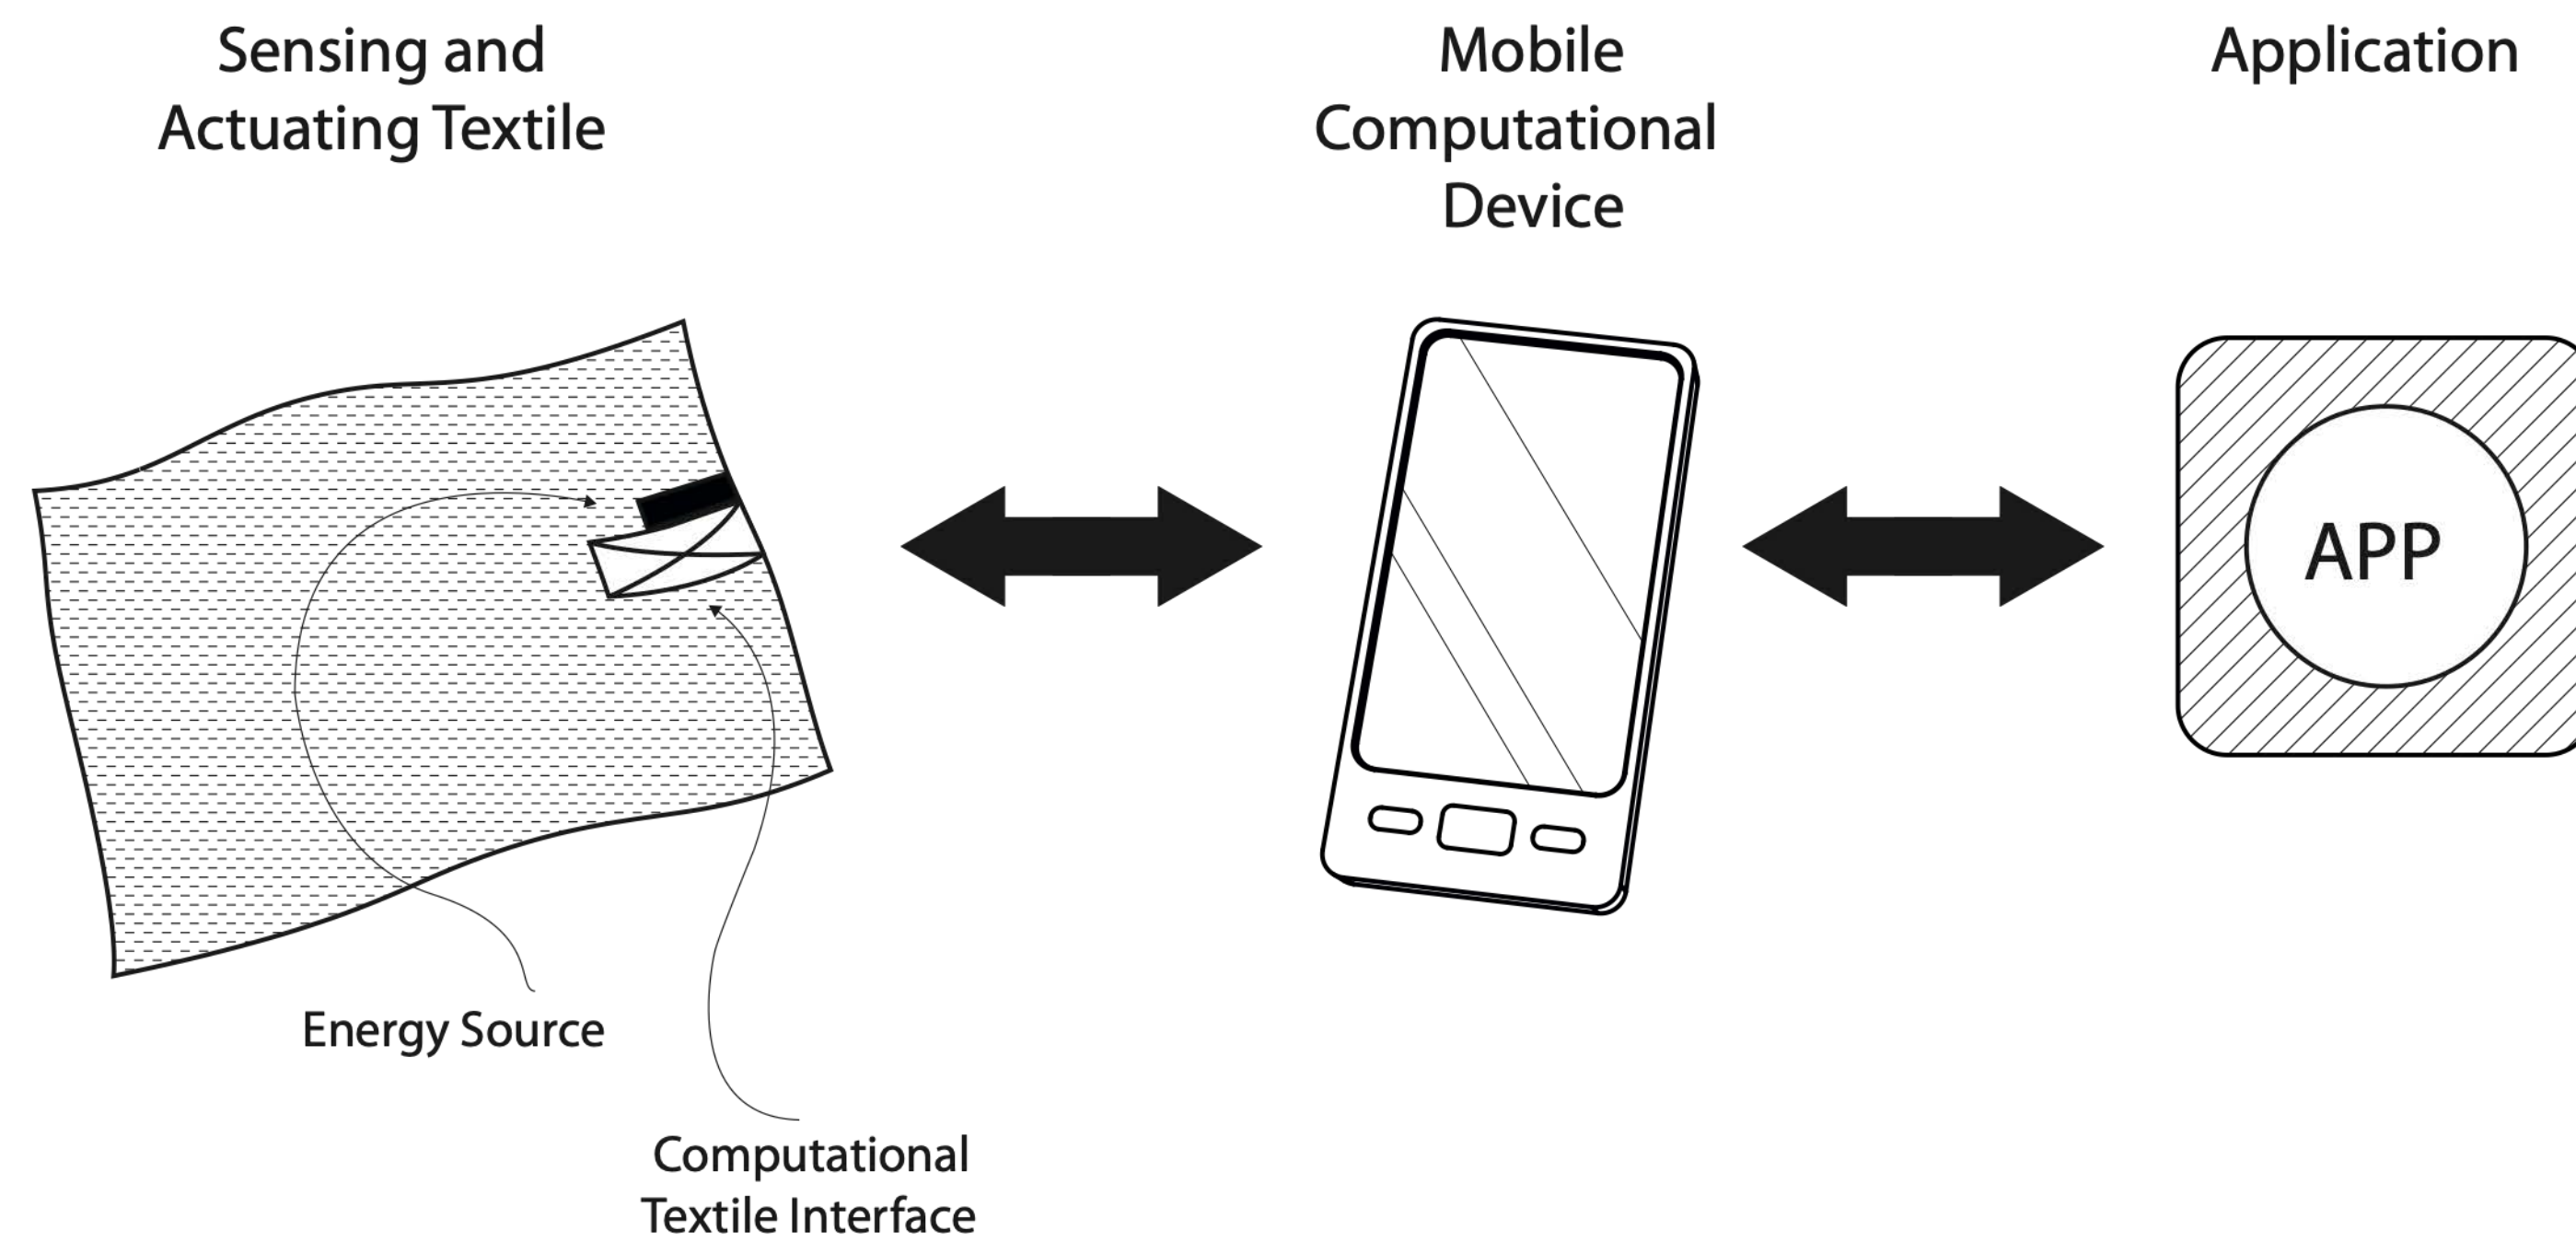 Sensing and
Actuating Textile
Mobile
Computational
Device
Application
APP
Energy Source
Computational
Textile Interface